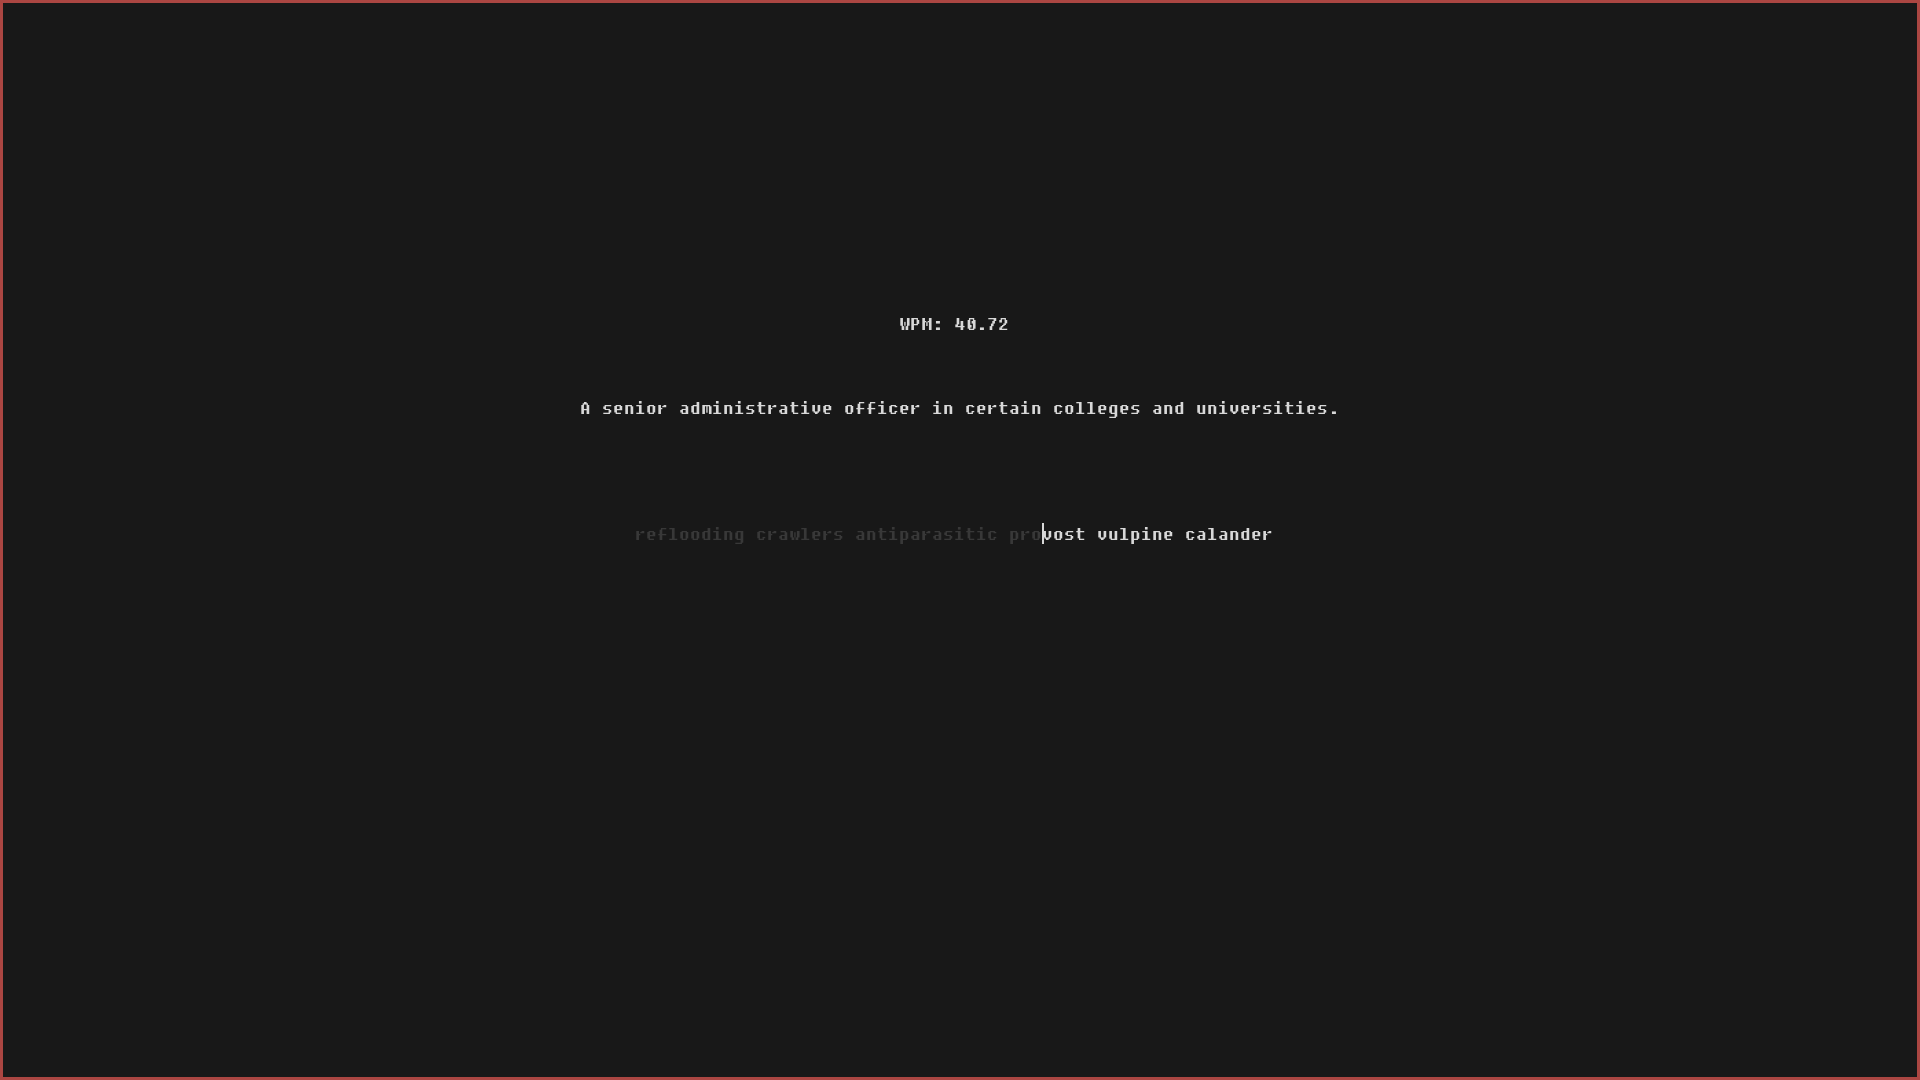 WPM: 40.72
A senior administrative officer in certain colleges and universities.
reflooding crawlers antiparasitic provost vulpine calander